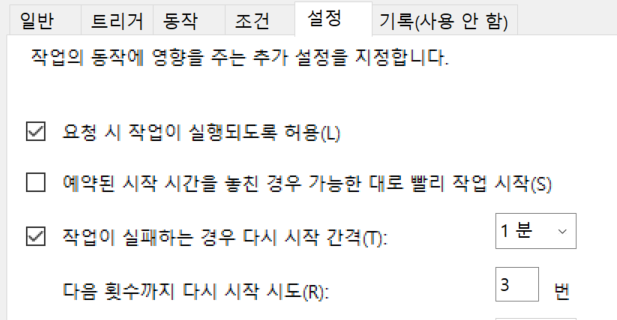 일반 트리거 동작 조건 설정 기록(사용 안 함)
작업의 동작에 영향을 주는 추가 설정을 지정합니다.
요청 시 작업이 실행되도록 허용(L)
예약된 시작 시간을 놓친 경우 가능한 대로 빨리 작업 시작(S)
작업이 실패하는 경우 다시 시작 간격(T): 1 분
다음 횟수까지 다시 시작 시도(R): 3 번